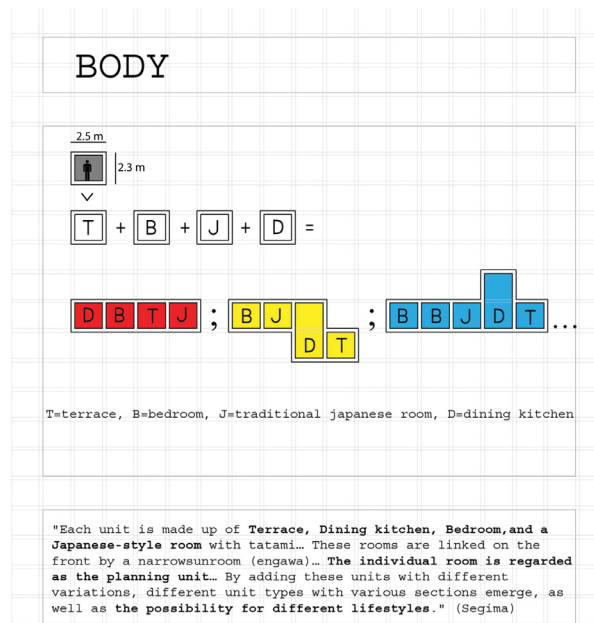 BODY
2.5 m
2.3 m
T + B + J + D =
D B T J ; B J D T ; B B J D T ...
T=terrace, B=bedroom, J=traditional japanese room, D=dining kitchen
"Each unit is made up of Terrace, Dining kitchen, Bedroom,and a
Japanese-style room with tatami… These rooms are linked on the
front by a narrowsunroom (engawa)… The individual room is regarded
as the planning unit… By adding these units with different
variations, different unit types with various sections emerge, as
well as the possibility for different lifestyles." (Segima)